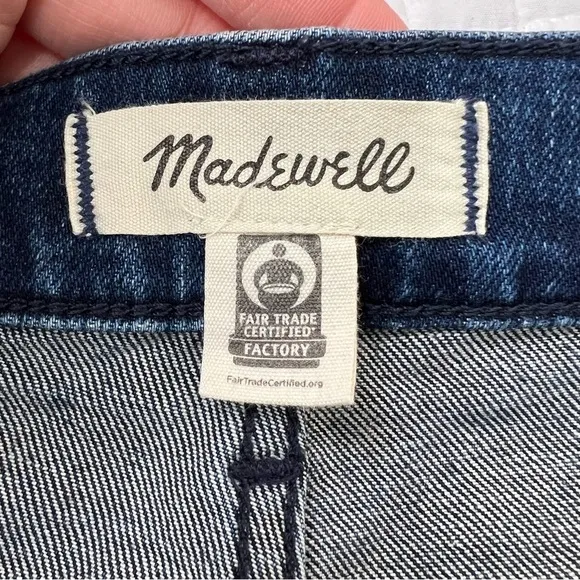 Madewell
FAIR TRADE
CERTIFIED
FACTORY
FairTradeCertified.org